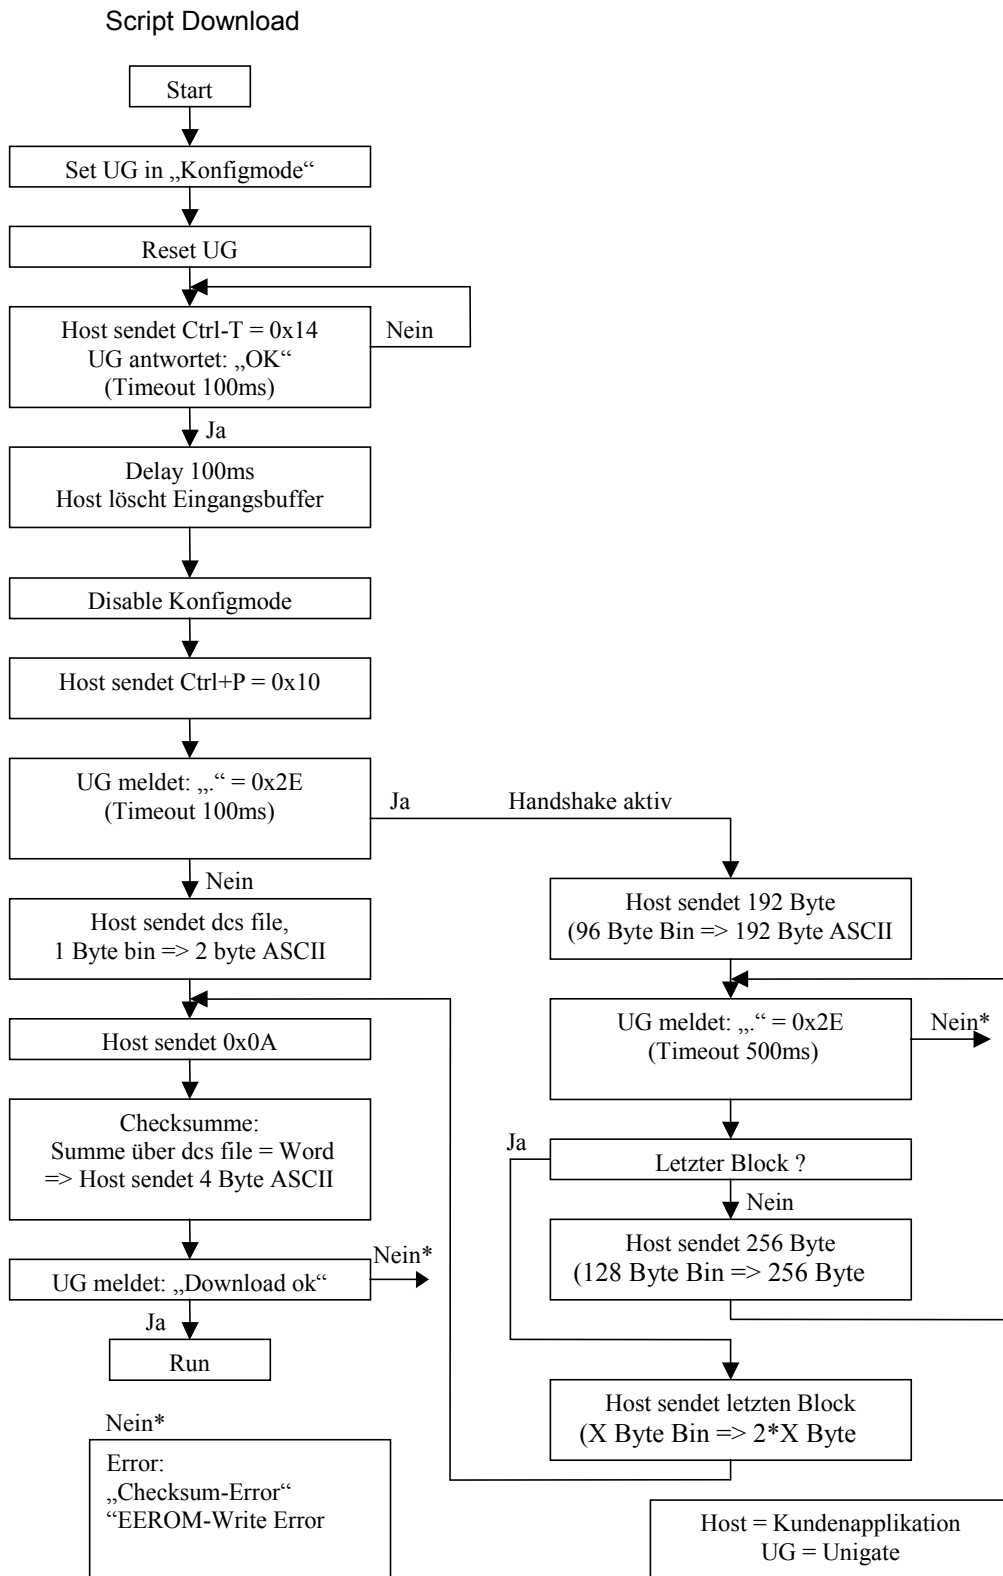 Script Download
Start
Set UG in „Konfigmode“
Reset UG
Host sendet Ctrl-T = 0x14
UG antwortet: „OK“
(Timeout 100ms)
Nein
Ja
Delay 100ms
Host löscht Eingangsbuffer
Disable Konfigmode
Host sendet Ctrl+P = 0x10
UG meldet: „.“ = 0x2E
(Timeout 100ms)
Ja
Handshake aktiv
Nein
Host sendet dcs file,
1 Byte bin => 2 byte ASCII
Host sendet 0x0A
Checksumme:
Summe über dcs file = Word
=> Host sendet 4 Byte ASCII
UG meldet: „Download ok“
Nein*
Ja
Run
Nein*
Error:
„Checksum-Error“
“EEROM-Write Error
Host sendet 192 Byte
(96 Byte Bin => 192 Byte ASCII
UG meldet: „.“ = 0x2E
(Timeout 500ms)
Nein*
Ja
Letzter Block ?
Nein
Host sendet 256 Byte
(128 Byte Bin => 256 Byte
Host sendet letzten Block
(X Byte Bin => 2*X Byte
Host = Kundenapplikation
UG = Unigate